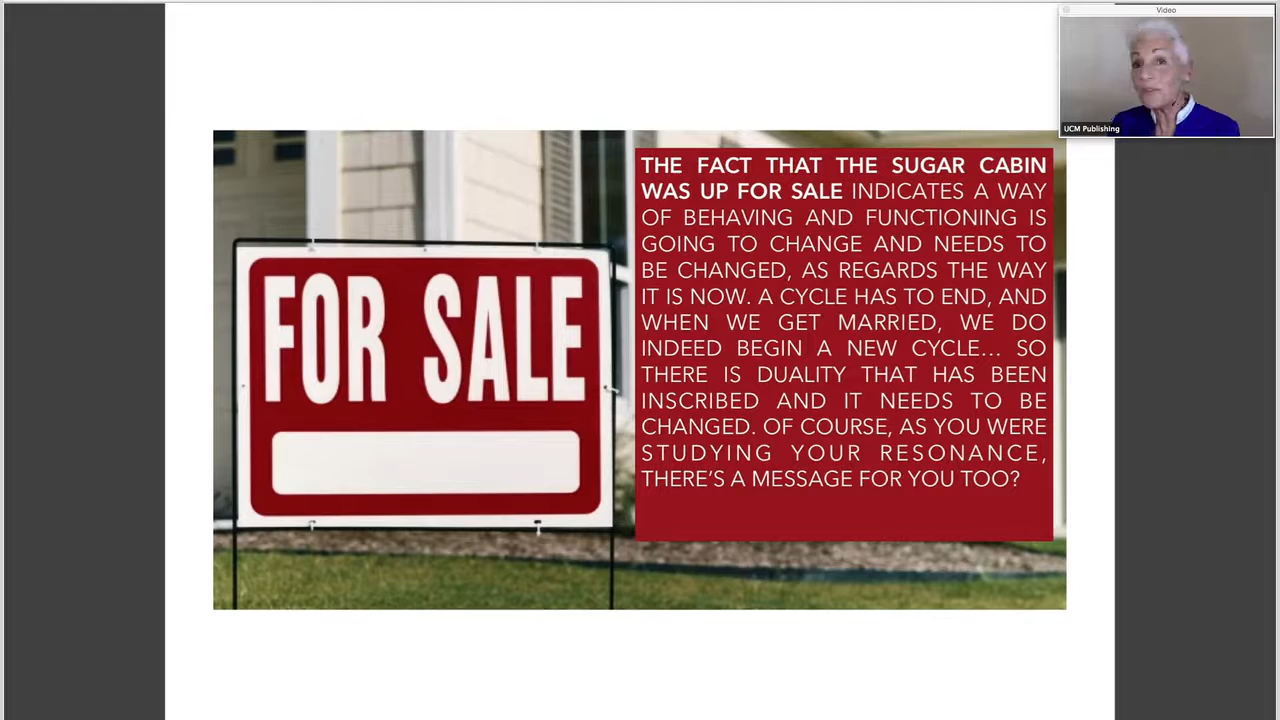 Video
UCM Publishing
FOR SALE
THE FACT THAT THE SUGAR CABIN
WAS UP FOR SALE INDICATES A WAY
OF BEHAVING AND FUNCTIONING IS
GOING TO CHANGE AND NEEDS TO
BE CHANGED, AS REGARDS THE WAY
IT IS NOW. A CYCLE HAS TO END, AND
WHEN WE GET MARRIED, WE DO
INDEED BEGIN A NEW CYCLE... SO
THERE IS DUALITY THAT HAS BEEN
INSCRIBED AND IT NEEDS TO BE
CHANGED. OF COURSE, AS YOU WERE
STUDYING YOUR RESONANCE,
THERE'S A MESSAGE FOR YOU TOO?